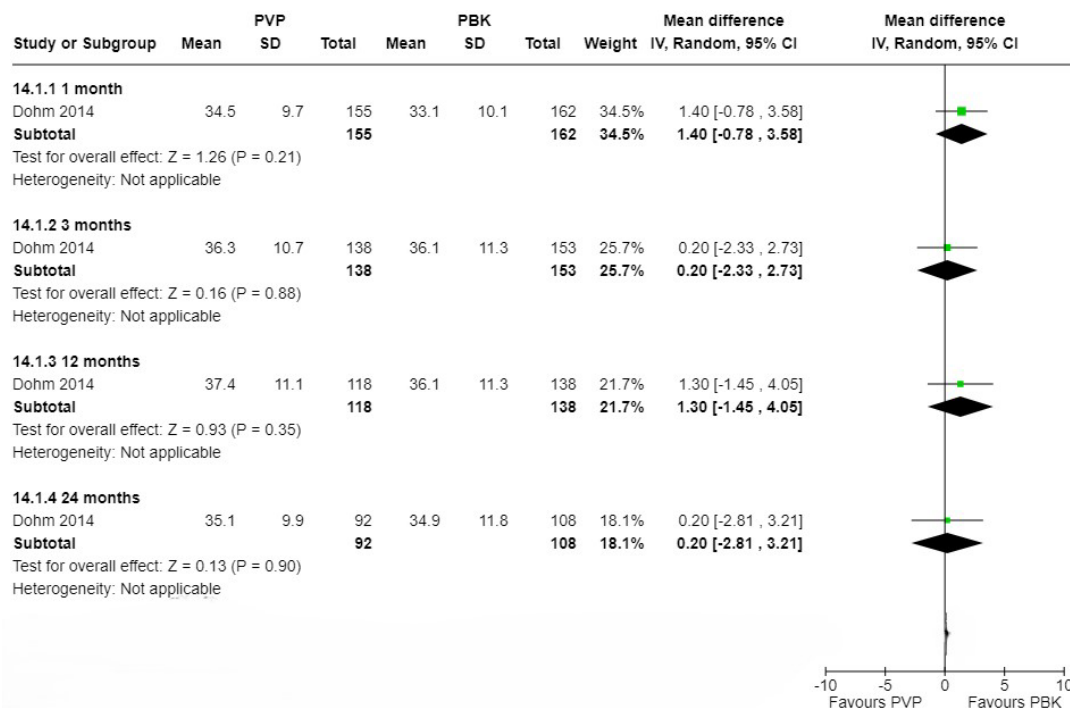 PVP PBK Mean difference Mean difference
Study or Subgroup Mean SD Total Mean SD Total Weight IV, Random, 95% CI IV, Random, 95% CI
14.1.1 1 month
Dohm 2014 34.5 9.7 155 33.1 10.1 162 34.5% 1.40 [-0.78 , 3.58]
Subtotal 155 162 34.5% 1.40 [-0.78 , 3.58]
Test for overall effect: Z = 1.26 (P = 0.21)
Heterogeneity: Not applicable
14.1.2 3 months
Dohm 2014 36.3 10.7 138 36.1 11.3 153 25.7% 0.20 [-2.33 , 2.73]
Subtotal 138 153 25.7% 0.20 [-2.33 , 2.73]
Test for overall effect: Z = 0.16 (P = 0.88)
Heterogeneity: Not applicable
14.1.3 12 months
Dohm 2014 37.4 11.1 118 36.1 11.3 138 21.7% 1.30 [-1.45 , 4.05]
Subtotal 118 138 21.7% 1.30 [-1.45 , 4.05]
Test for overall effect: Z = 0.93 (P = 0.35)
Heterogeneity: Not applicable
14.1.4 24 months
Dohm 2014 35.1 9.9 92 34.9 11.8 108 18.1% 0.20 [-2.81 , 3.21]
Subtotal 92 108 18.1% 0.20 [-2.81 , 3.21]
Test for overall effect: Z = 0.13 (P = 0.90)
Heterogeneity: Not applicable
-10 -5 0 5 10
Favours PVP Favours PBK